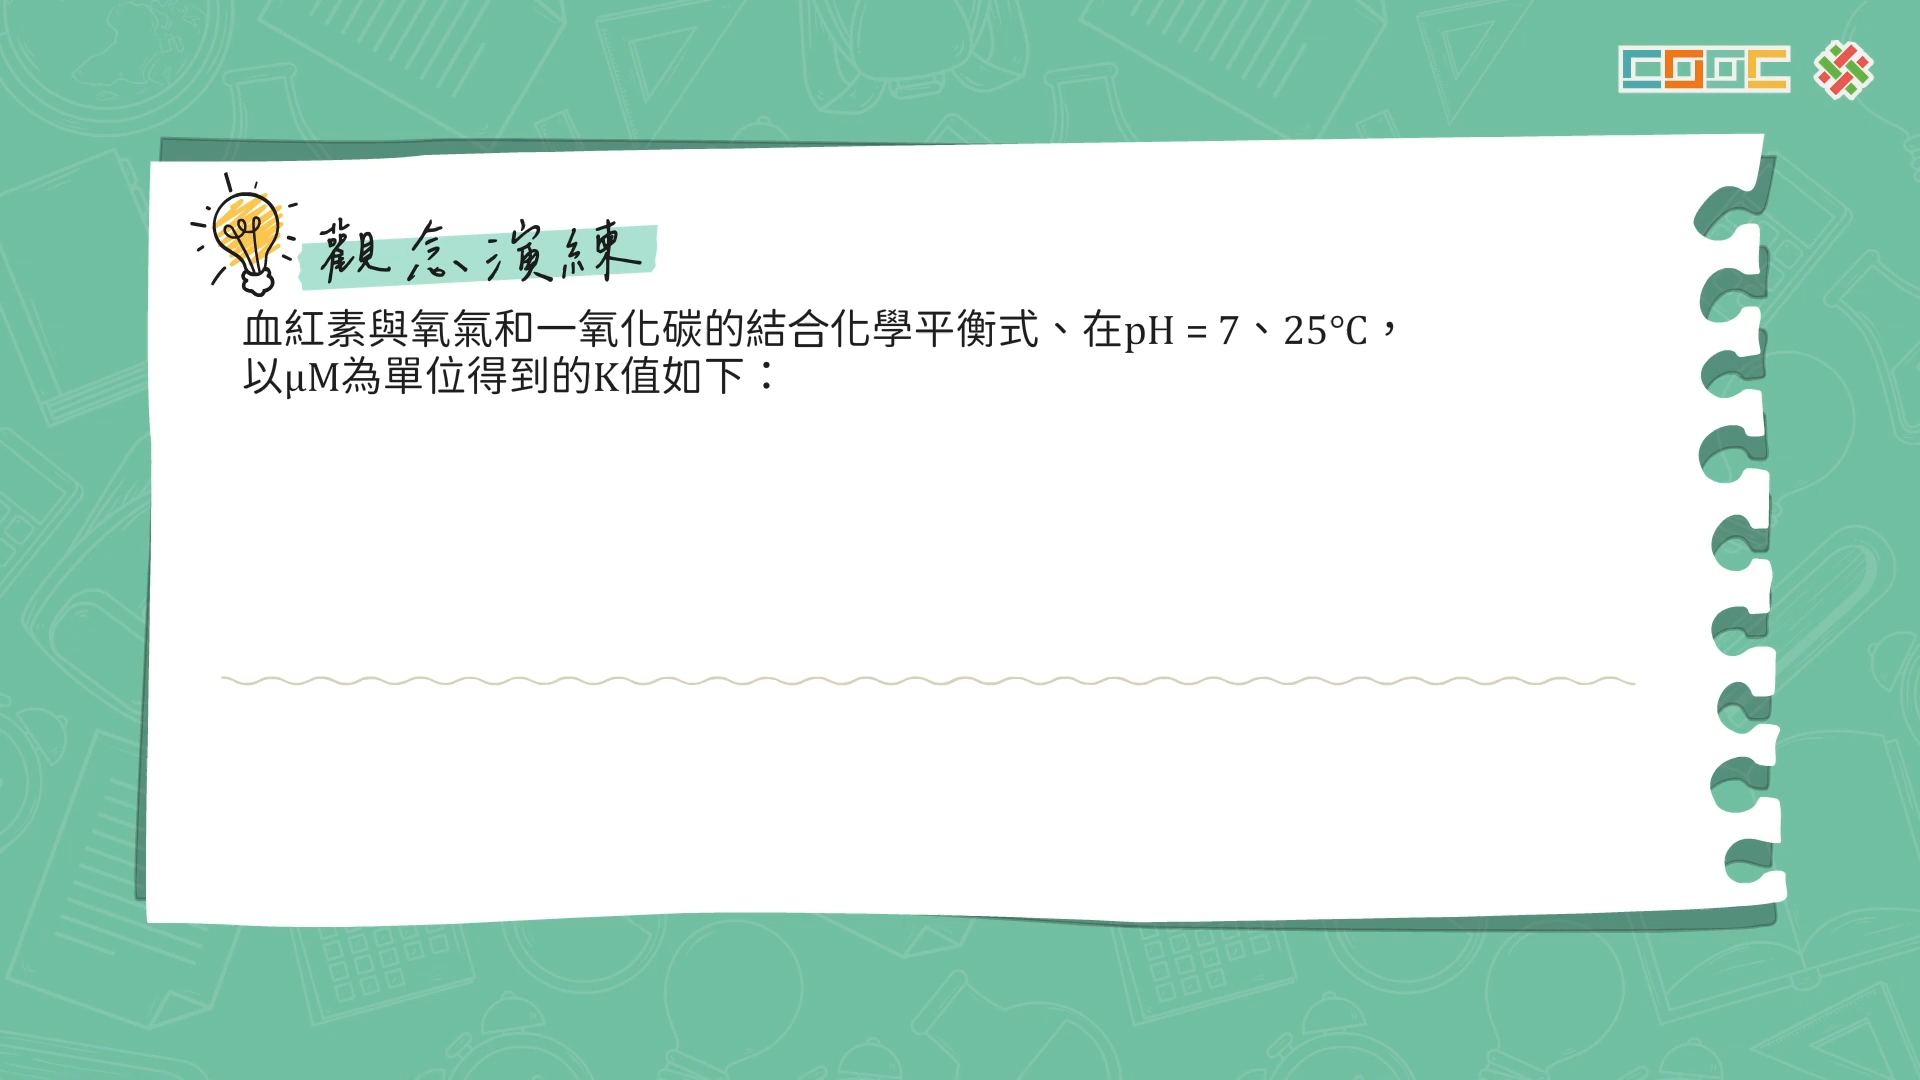 COOC
觀念演練
血紅素與氧氣和一氧化碳的結合化學平衡式、在pH = 7、25°C，
以μM為單位得到的K值如下：